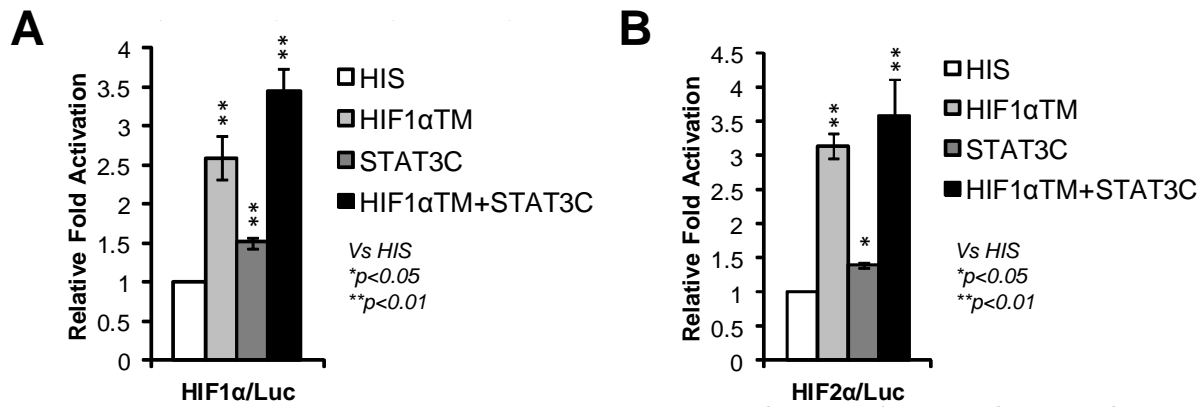 A
Relative Fold Activation
4
3.5
3
2.5
2
1.5
1
0.5
0
**
**
**
HIF1α/Luc
HIS
HIF1αTM
STAT3C
HIF1αTM+STAT3C
Vs HIS
*p<0.05
**p<0.01
B
Relative Fold Activation
4.5
4
3.5
3
2.5
2
1.5
1
0.5
0
**
*
**
HIF2α/Luc
HIS
HIF1αTM
STAT3C
HIF1αTM+STAT3C
Vs HIS
*p<0.05
**p<0.01